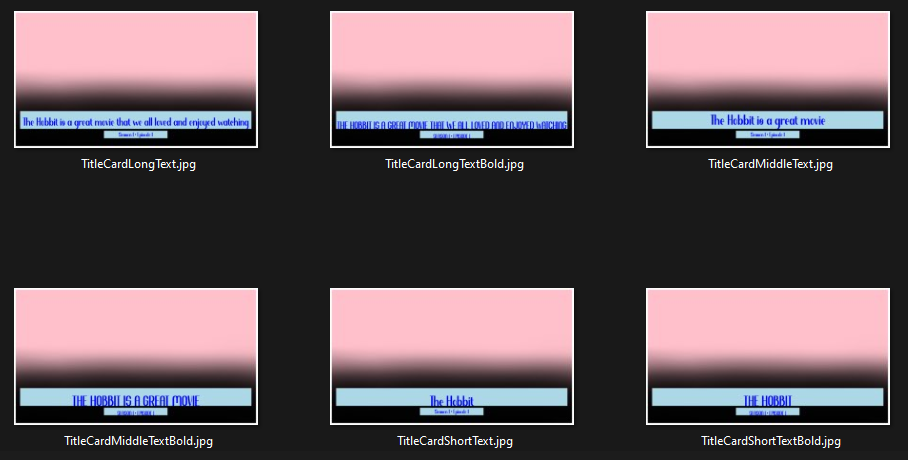 The Hobbit is a great movie that we all loved and enjoyed watching
Season 1 • Episode 1
TitleCardLongText.jpg
THE HOBBIT IS A GREAT MOVIE THAT WE ALL LOVED AND ENJOYED WATCHING
SEASON 1 • EPISODE 1
TitleCardLongTextBold.jpg
The Hobbit is a great movie
Season 1 • Episode 1
TitleCardMiddleText.jpg
THE HOBBIT IS A GREAT MOVIE
SEASON 1 • EPISODE 1
TitleCardMiddleTextBold.jpg
The Hobbit
Season 1 • Episode 1
TitleCardShortText.jpg
THE HOBBIT
SEASON 1 • EPISODE 1
TitleCardShortTextBold.jpg